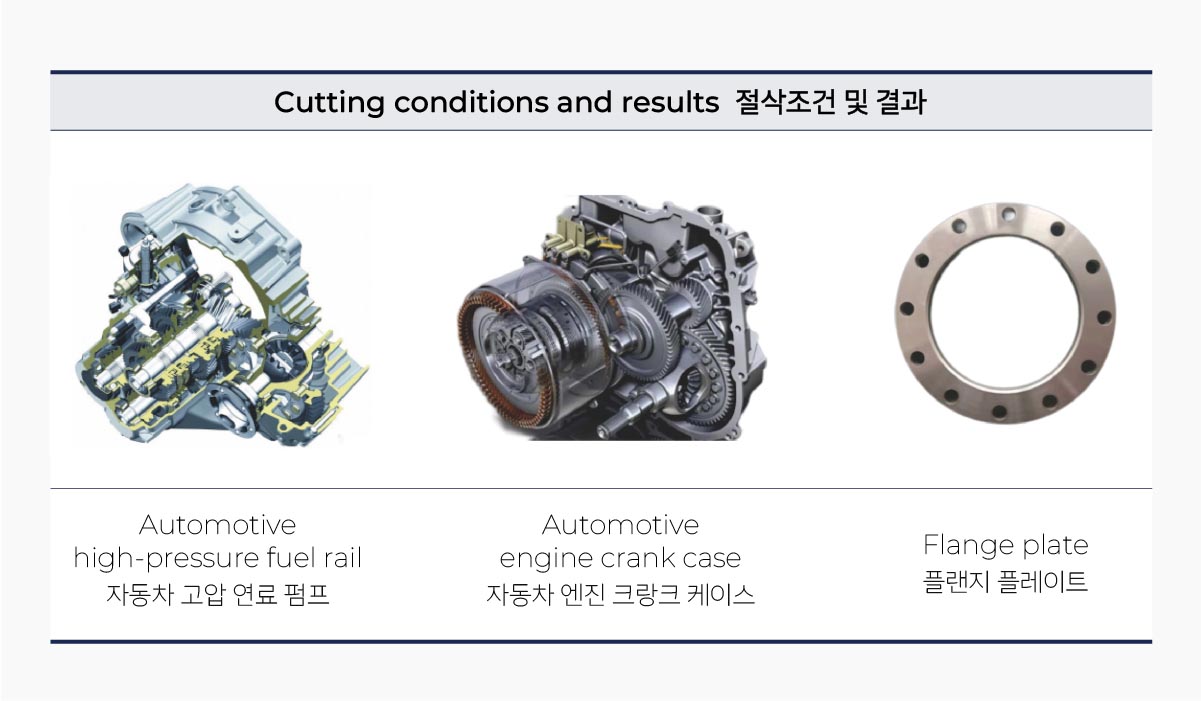 Cutting conditions and results 절삭조건 및 결과
Automotive
high-pressure fuel rail
자동차 고압 연료 펌프
Automotive
engine crank case
자동차 엔진 크랑크 케이스
Flange plate
플랜지 플레이트